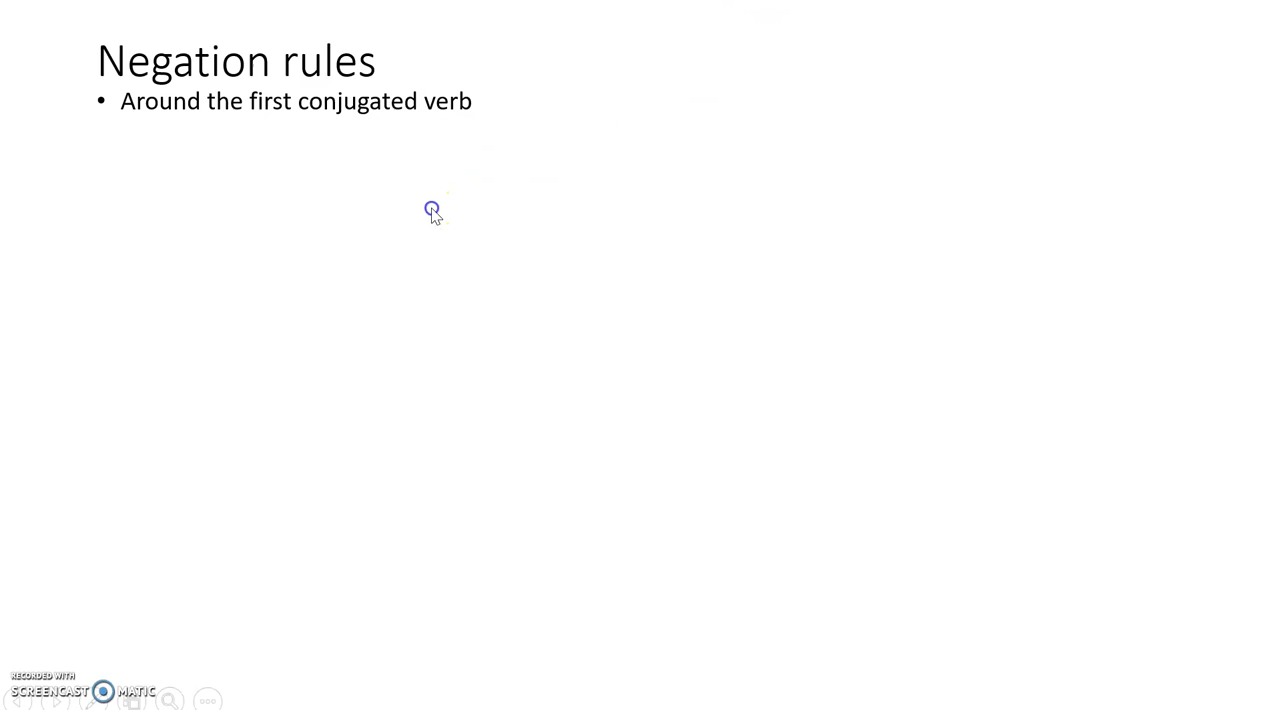 Negation rules
• Around the first conjugated verb
RECORDED WITH
SCREENCAST MATIC